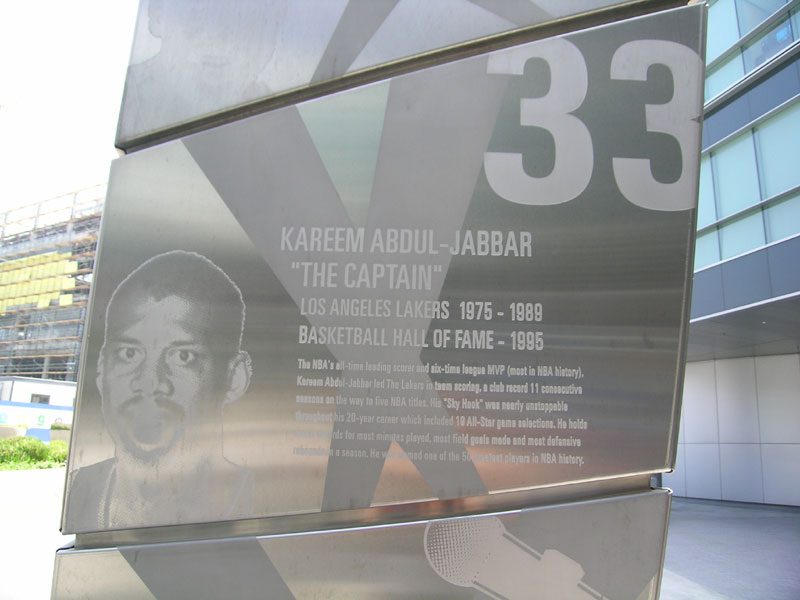 33
KAREEM ABDUL-JABBAR
"THE CAPTAIN"
LOS ANGELES LAKERS 1975 - 1989
BASKETBALL HALL OF FAME - 1995
The NBA's all-time leading scorer and six-time league MVP (most in NBA history).
Kareem Abdul-Jabbar led The Lakers in team scoring, a club record 11 consecutive
seasons on the way to five NBA titles. His "Sky Hook" was nearly unstoppable
throughout his 20-year career which included 18 All-Star game selections. He holds
records for most minutes played, most field goals made and most defensive
rebounds in a season. He was named one of the 50 greatest players in NBA history.